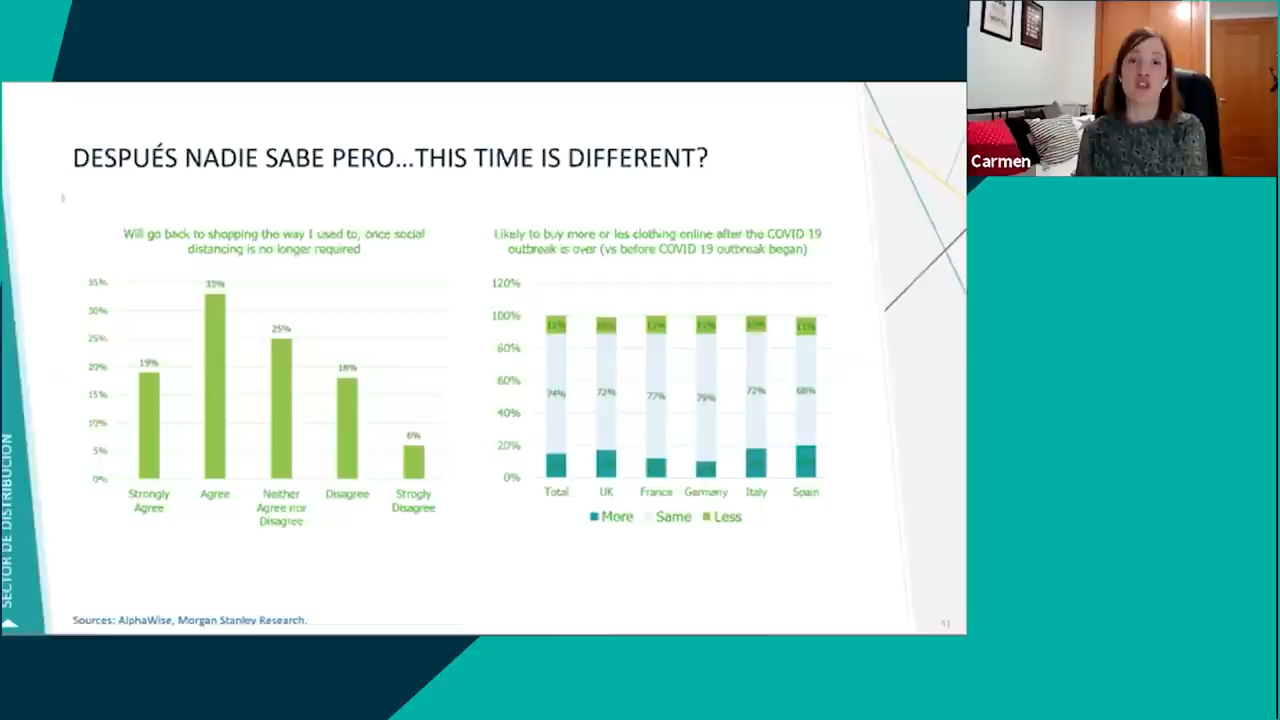 DESPUÉS NADIE SABE PERO...THIS TIME IS DIFFERENT?
Will go back to shopping the way I used to, once social
distancing is no longer required
35%
30%
25%
20%
15%
10%
5%
0%
19%
33%
25%
18%
6%
Strongly
Agree
Agree
Neither
Agree nor
Disagree
Disagree
Strogly
Disagree
Likely to buy more or les clothing online after the COVID 19
outbreak is over (vs before COVID 19 outbreak began)
120%
100%
80%
60%
40%
20%
0%
74%
72%
77%
79%
72%
68%
Total
UK
France
Germany
Italy
Spain
More
Same
Less
SECTOR DE DISTRIBUCIÓN
Sources: AlphaWise, Morgan Stanley Research.
41
Carmen